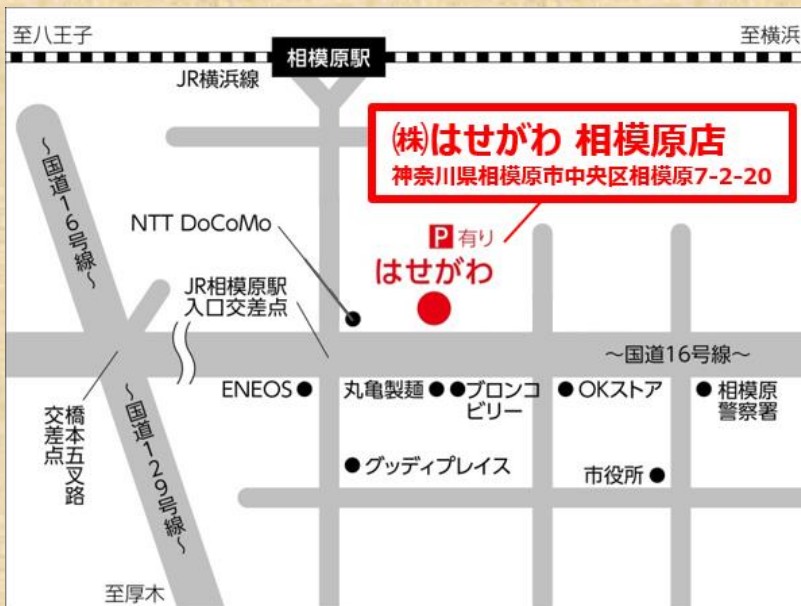 至八王子
相模原駅
至横浜
JR横浜線
㈱はせがわ 相模原店
神奈川県相模原市中央区相模原7-2-20
～国道16号線～
NTT DoCoMo
P 有り
はせがわ
JR相模原駅
入口交差点
～国道16号線～
ENEOS
丸亀製麺
ブロンコ
ビリー
OKストア
相模原
警察署
橋本五叉路
交差点
～国道129号線～
グッディプレイス
市役所
至厚木